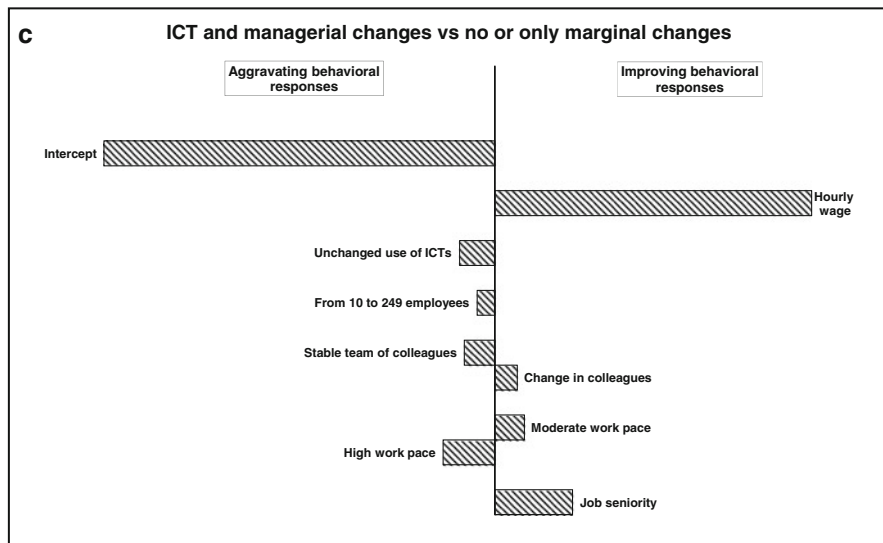 c
ICT and managerial changes vs no or only marginal changes
Aggravating behavioral
responses
Improving behavioral
responses
Intercept
Hourly
wage
Unchanged use of ICTs
From 10 to 249 employees
Stable team of colleagues
Change in colleagues
Moderate work pace
High work pace
Job seniority